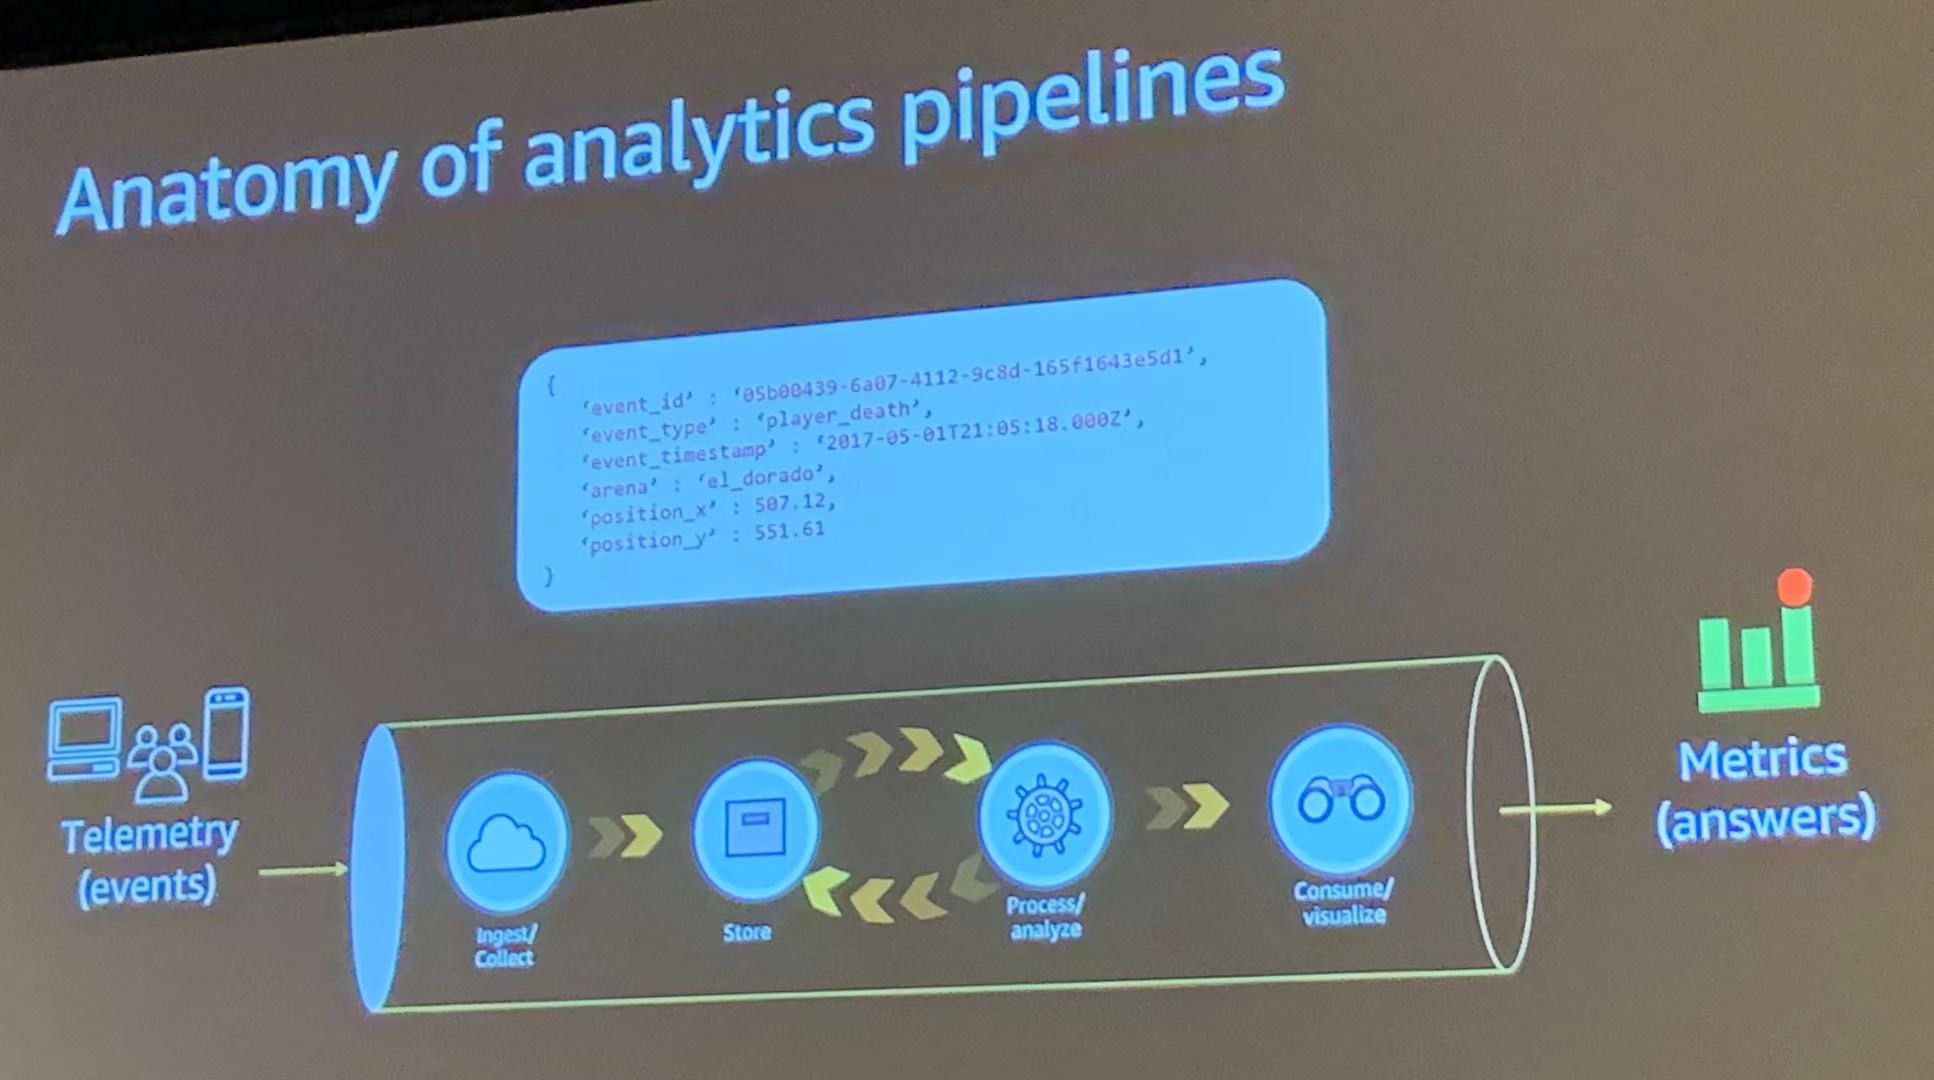 Anatomy of analytics pipelines
{
‘event_id’ : ‘05b00439-6a07-4112-9c8d-165f1643e5d1’,
‘event_type’ : ‘player_death’,
‘event_timestamp’ : ‘2017-05-01T21:05:18.000Z’,
‘arena’ : ‘el_dorado’,
‘position_x’ : 507.12,
‘position_y’ : 551.61
}
Telemetry
(events)
Ingest/
Collect
Store
Process/
analyze
Consume/
visualize
Metrics
(answers)